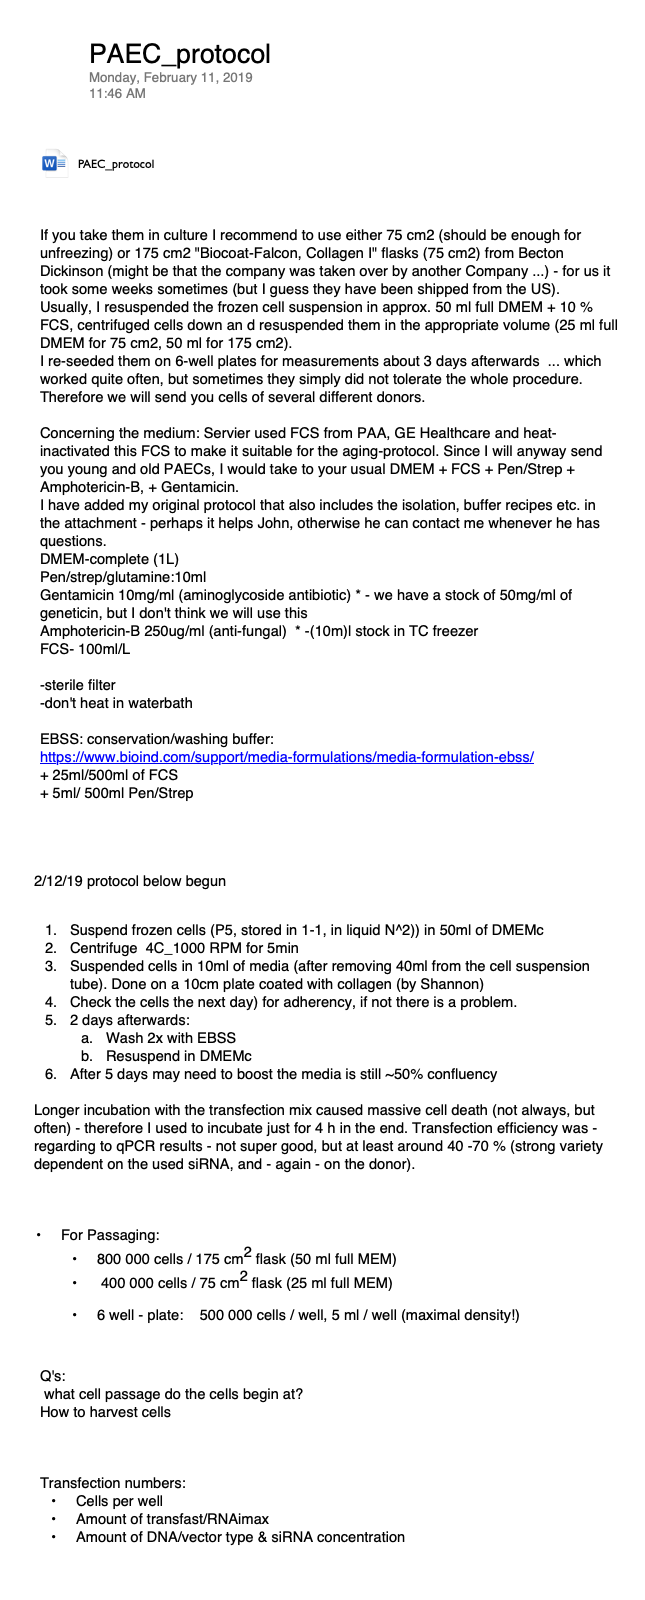 PAEC_protocol
Monday, February 11, 2019
11:46 AM
W
PAEC_protocol
If you take them in culture I recommend to use either 75 cm2 (should be enough for
unfreezing) or 175 cm2 "Biocoat-Falcon, Collagen I" flasks (75 cm2) from Becton
Dickinson (might be that the company was taken over by another Company ...) - for us it
took some weeks sometimes (but I guess they have been shipped from the US).
Usually, I resuspended the frozen cell suspension in approx. 50 ml full DMEM + 10 %
FCS, centrifuged cells down an d resuspended them in the appropriate volume (25 ml full
DMEM for 75 cm2, 50 ml for 175 cm2).
I re-seeded them on 6-well plates for measurements about 3 days afterwards  ... which
worked quite often, but sometimes they simply did not tolerate the whole procedure.
Therefore we will send you cells of several different donors.
Concerning the medium: Servier used FCS from PAA, GE Healthcare and heat-
inactivated this FCS to make it suitable for the aging-protocol. Since I will anyway send
you young and old PAECs, I would take to your usual DMEM + FCS + Pen/Strep +
Amphotericin-B, + Gentamicin.
I have added my original protocol that also includes the isolation, buffer recipes etc. in
the attachment - perhaps it helps John, otherwise he can contact me whenever he has
questions.
DMEM-complete (1L)
Pen/strep/glutamine:10ml
Gentamicin 10mg/ml (aminoglycoside antibiotic) * - we have a stock of 50mg/ml of
geneticin, but I don't think we will use this
Amphotericin-B 250ug/ml (anti-fungal)  * -(10m)l stock in TC freezer
FCS- 100ml/L
-sterile filter
-don't heat in waterbath
EBSS: conservation/washing buffer:
https://www.bioind.com/support/media-formulations/media-formulation-ebss/
+ 25ml/500ml of FCS
+ 5ml/ 500ml Pen/Strep
2/12/19 protocol below begun
1. Suspend frozen cells (P5, stored in 1-1, in liquid N^2)) in 50ml of DMEMc
2. Centrifuge  4C_1000 RPM for 5min
3. Suspended cells in 10ml of media (after removing 40ml from the cell suspension
tube). Done on a 10cm plate coated with collagen (by Shannon)
4. Check the cells the next day) for adherency, if not there is a problem.
5. 2 days afterwards:
a. Wash 2x with EBSS
b. Resuspend in DMEMc
6. After 5 days may need to boost the media is still ~50% confluency
Longer incubation with the transfection mix caused massive cell death (not always, but
often) - therefore I used to incubate just for 4 h in the end. Transfection efficiency was -
regarding to qPCR results - not super good, but at least around 40 -70 % (strong variety
dependent on the used siRNA, and - again - on the donor).
• For Passaging:
• 800 000 cells / 175 cm2 flask (50 ml full MEM)
• 400 000 cells / 75 cm2 flask (25 ml full MEM)
• 6 well - plate:    500 000 cells / well, 5 ml / well (maximal density!)
Q's:
what cell passage do the cells begin at?
How to harvest cells
Transfection numbers:
• Cells per well
• Amount of transfast/RNAimax
• Amount of DNA/vector type & siRNA concentration